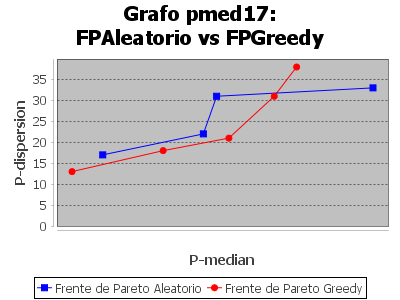 Grafo pmed17:
FPAleatorio vs FPGreedy
35
30
25
20
15
10
5
0
P-dispersion
P-median
Frente de Pareto Aleatorio
Frente de Pareto Greedy